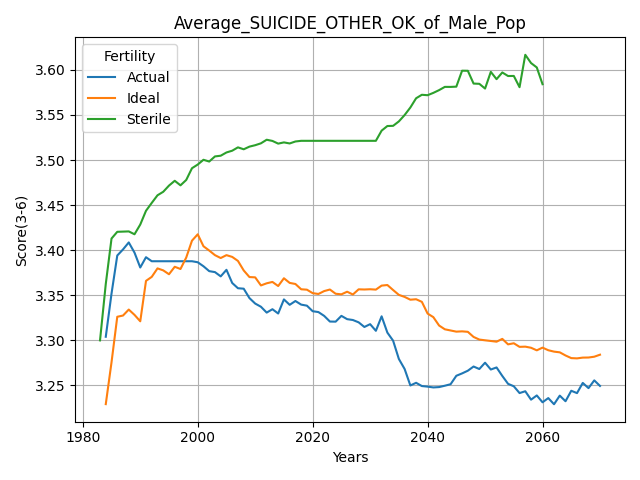 Average_SUICIDE_OTHER_OK_of_Male_Pop
Fertility
Actual
Ideal
Sterile
Score(3-6)
3.60
3.55
3.50
3.45
3.40
3.35
3.30
3.25
1980
2000
2020
2040
2060
Years